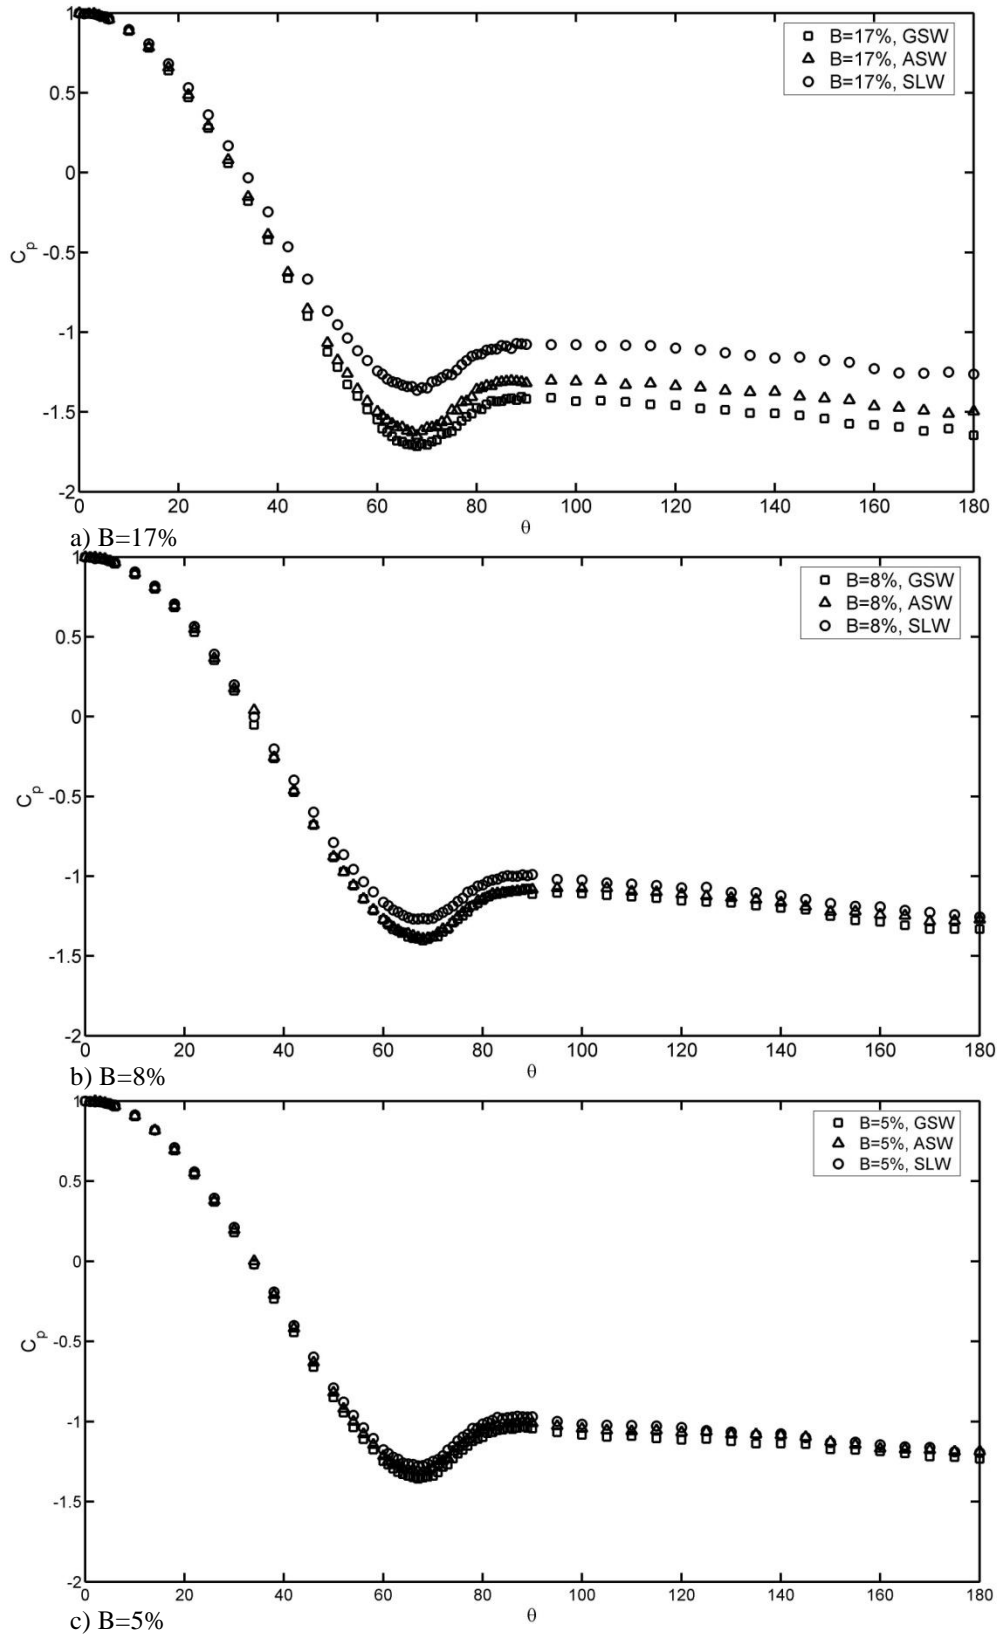 1
0.5
0
-0.5
-1
-1.5
-2
C_p
0 20 40 60 80 100 120 140 160 180
θ
B=17%, GSW
B=17%, ASW
B=17%, SLW
a) B=17%
1
0.5
0
-0.5
-1
-1.5
-2
C_p
0 20 40 60 80 100 120 140 160 180
θ
B=8%, GSW
B=8%, ASW
B=8%, SLW
b) B=8%
1
0.5
0
-0.5
-1
-1.5
-2
C_p
0 20 40 60 80 100 120 140 160 180
θ
B=5%, GSW
B=5%, ASW
B=5%, SLW
c) B=5%